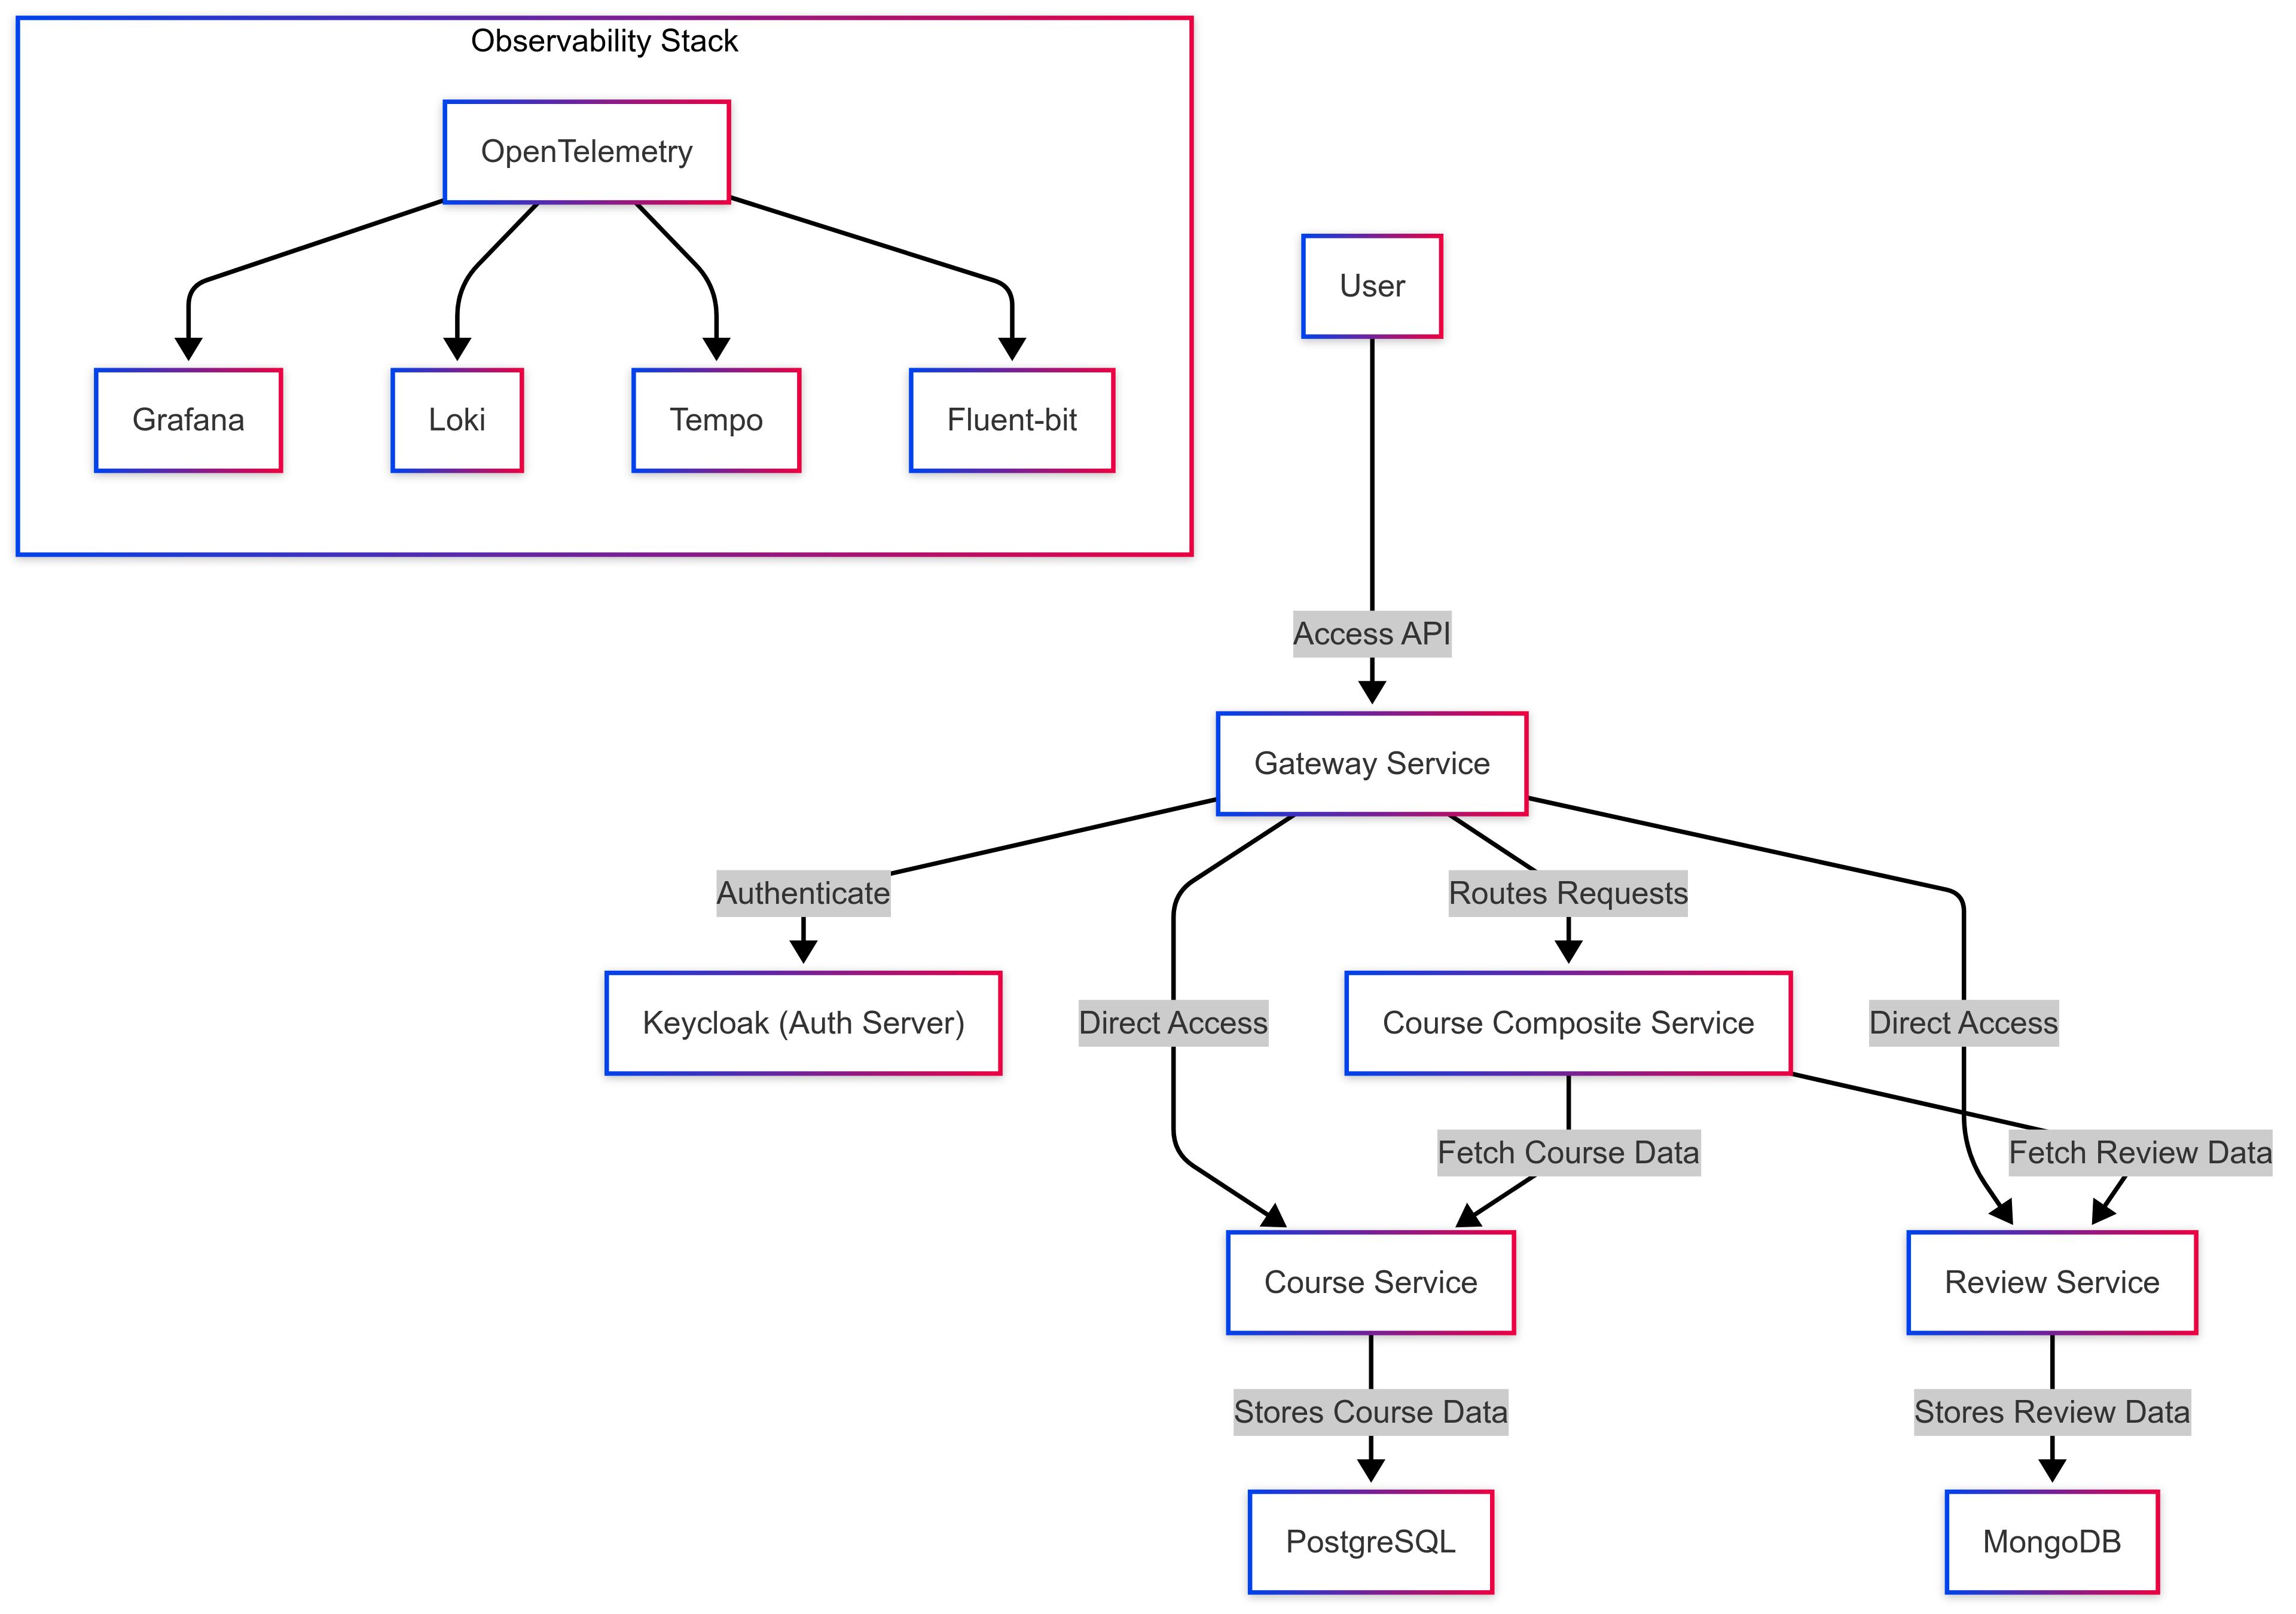 Observability Stack
OpenTelemetry
Grafana
Loki
Tempo
Fluent-bit
User
Access API
Gateway Service
Authenticate
Routes Requests
Keycloak (Auth Server)
Direct Access
Course Composite Service
Direct Access
Fetch Course Data
Fetch Review Data
Course Service
Review Service
Stores Course Data
Stores Review Data
PostgreSQL
MongoDB